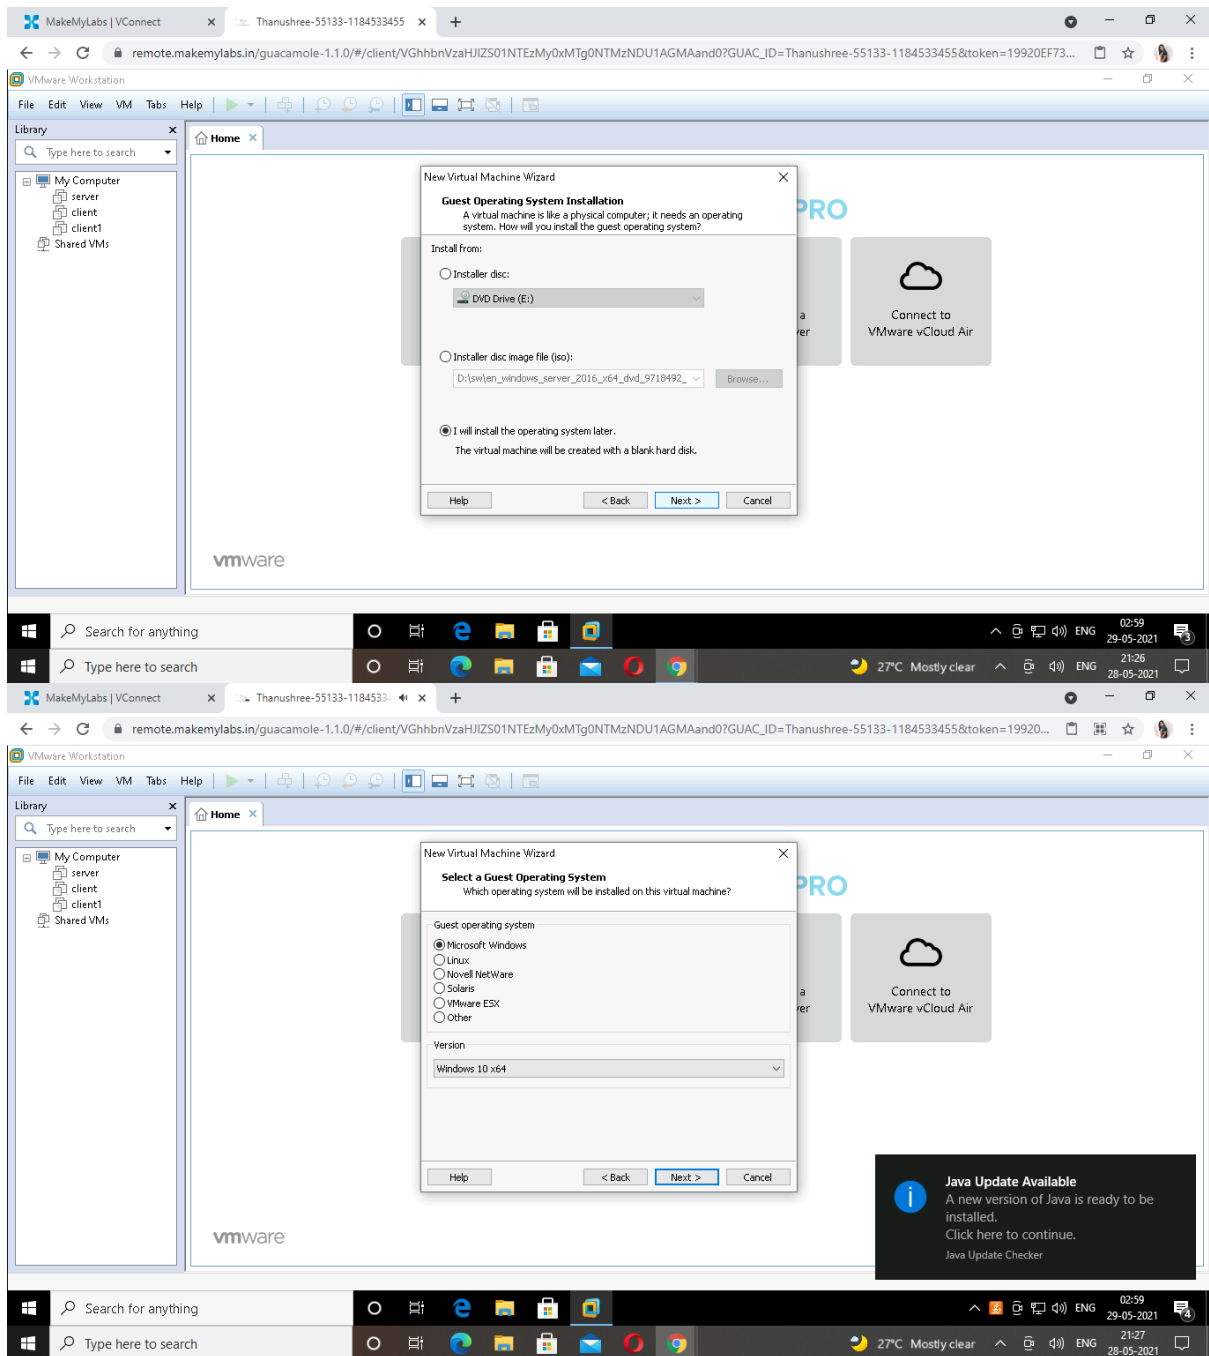 MakeMyLabs | VConnect
Thanushree-55133-1184533455
remote.makemylabs.in/guacamole-1.1.0/#/client/VGhhbnVzaHJlZS01NTEzMy0xMTg0NTMzNDU1AGMAand0?GUAC_ID=Thanushree-55133-1184533455&token=19920EF73...
VMware Workstation
File Edit View VM Tabs Help
Library
Home
Type here to search
My Computer
server
client
client1
Shared VMs
New Virtual Machine Wizard
Guest Operating System Installation
A virtual machine is like a physical computer; it needs an operating
system. How will you install the guest operating system?
PRO
Install from:
Installer disc:
DVD Drive (E:)
a
Connect to
ver
VMware vCloud Air
Installer disc image file (iso):
D:\sw\en_windows_server_2016_x64_dvd_9718492_
Browse...
I will install the operating system later.
The virtual machine will be created with a blank hard disk.
Help < Back Next > Cancel
vmware
Search for anything
ENG
02:59
29-05-2021
3
Type here to search
27°C Mostly clear
ENG
21:26
28-05-2021
MakeMyLabs | VConnect
Thanushree-55133-1184533
remote.makemylabs.in/guacamole-1.1.0/#/client/VGhhbnVzaHJlZS01NTEzMy0xMTg0NTMzNDU1AGMAand0?GUAC_ID=Thanushree-55133-1184533455&token=19920...
VMware Workstation
File Edit View VM Tabs Help
Library
Home
Type here to search
My Computer
server
client
client1
Shared VMs
New Virtual Machine Wizard
Select a Guest Operating System
Which operating system will be installed on this virtual machine?
PRO
Guest operating system
Microsoft Windows
Linux
Novell NetWare
Solaris
VMware ESX
Other
a
Connect to
ver
VMware vCloud Air
Version
Windows 10 x64
Help < Back Next > Cancel
Java Update Available
A new version of Java is ready to be
installed.
Click here to continue.
Java Update Checker
vmware
Search for anything
ENG
02:59
29-05-2021
4
Type here to search
27°C Mostly clear
ENG
21:27
28-05-2021